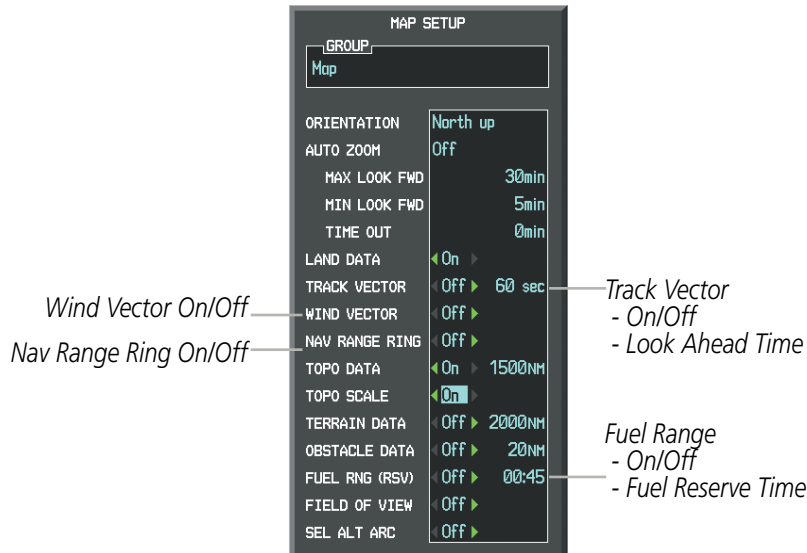 MAP SETUP
GROUP
Map
ORIENTATION North up
AUTO ZOOM Off
MAX LOOK FWD 30min
MIN LOOK FWD 5min
TIME OUT 0min
LAND DATA On
TRACK VECTOR Off 60 sec
WIND VECTOR Off
NAV RANGE RING Off
TOPO DATA On 1500NM
TOPO SCALE On
TERRAIN DATA Off 2000NM
OBSTACLE DATA Off 20NM
FUEL RNG (RSV) Off 00:45
FIELD OF VIEW Off
SEL ALT ARC Off
Wind Vector On/Off
Nav Range Ring On/Off
Track Vector
- On/Off
- Look Ahead Time
Fuel Range
- On/Off
- Fuel Reserve Time